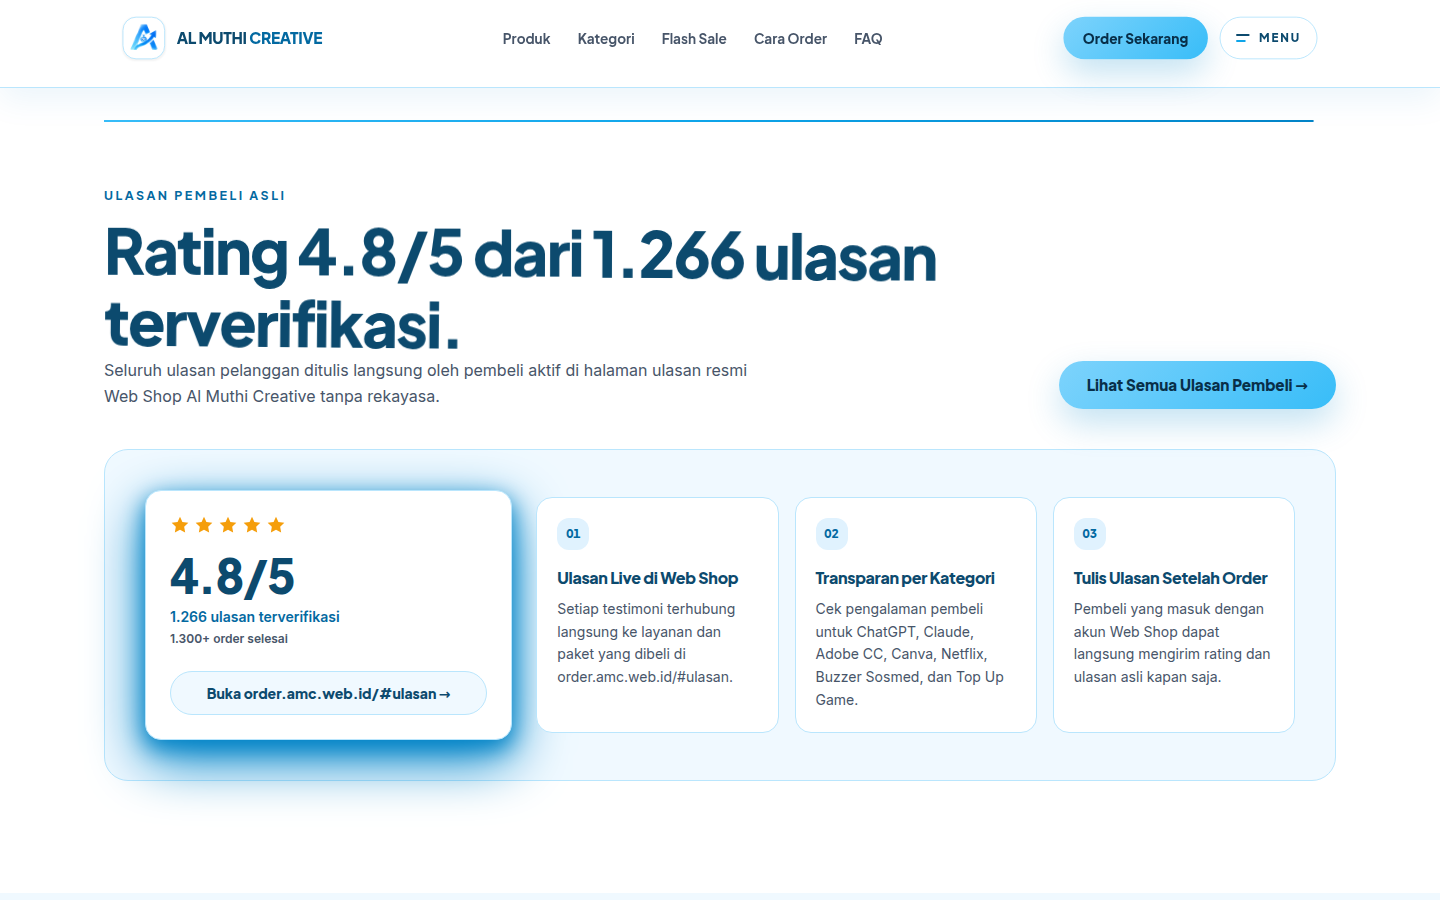 AL MUTHI CREATIVE
Produk
Kategori
Flash Sale
Cara Order
FAQ
Order Sekarang
MENU
ULASAN PEMBELI ASLI
Rating 4.8/5 dari 1.266 ulasan
terverifikasi.
Seluruh ulasan pelanggan ditulis langsung oleh pembeli aktif di halaman ulasan resmi
Web Shop Al Muthi Creative tanpa rekayasa.
Lihat Semua Ulasan Pembeli →
4.8/5
1.266 ulasan terverifikasi
1.300+ order selesai
Buka order.amc.web.id/#ulasan →
01
Ulasan Live di Web Shop
Setiap testimoni terhubung
langsung ke layanan dan
paket yang dibeli di
order.amc.web.id/#ulasan.
02
Transparan per Kategori
Cek pengalaman pembeli
untuk ChatGPT, Claude,
Adobe CC, Canva, Netflix,
Buzzer Sosmed, dan Top Up
Game.
03
Tulis Ulasan Setelah Order
Pembeli yang masuk dengan
akun Web Shop dapat
langsung mengirim rating dan
ulasan asli kapan saja.